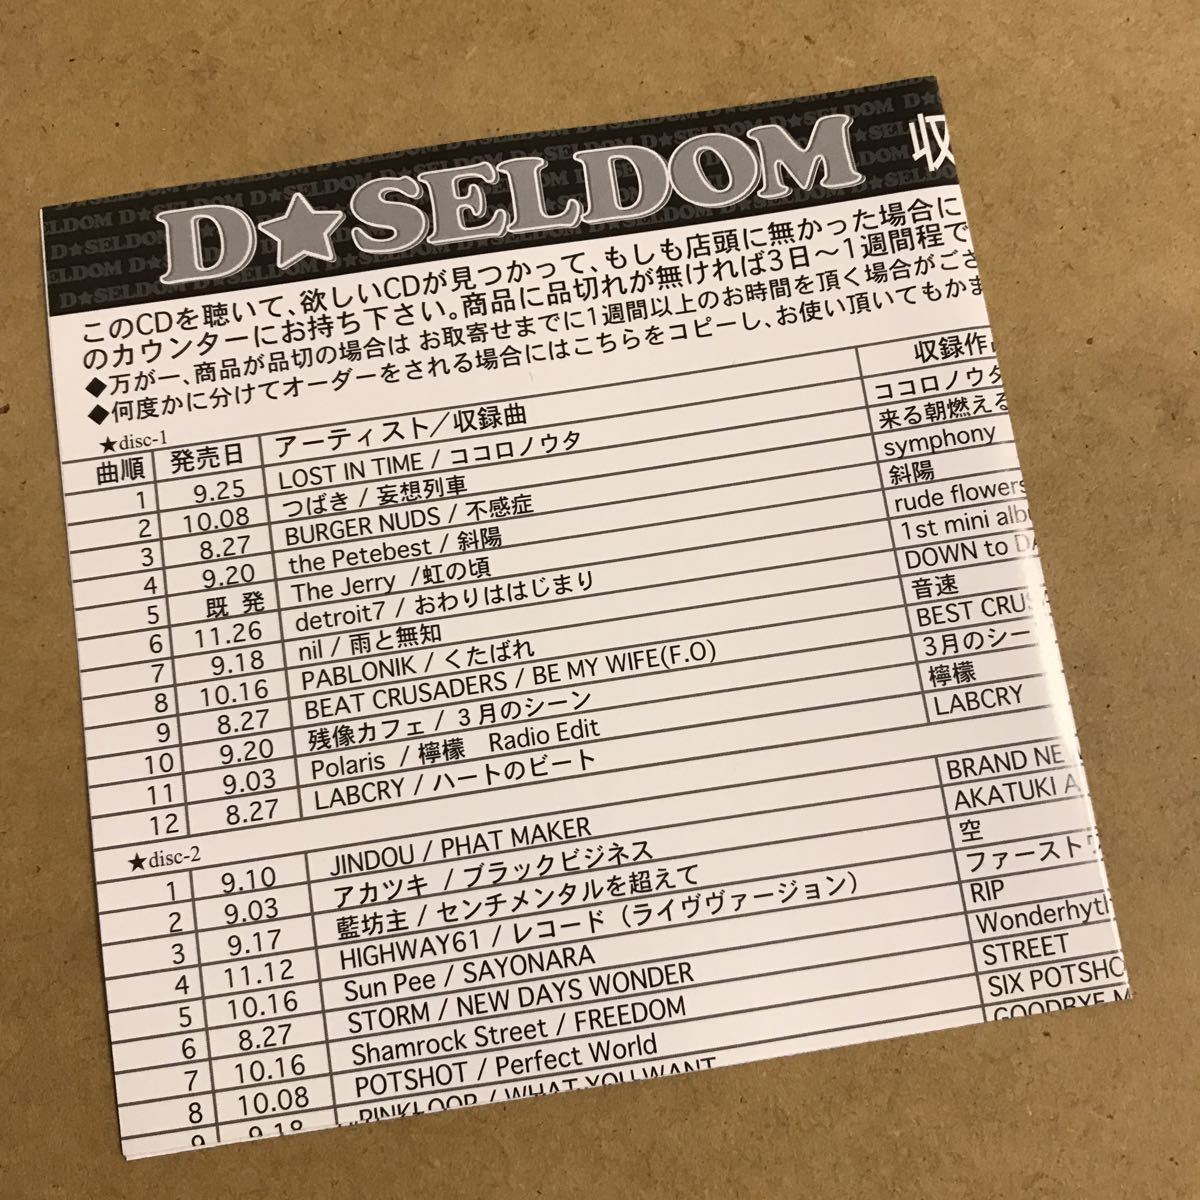 D★SELDOM 収
このCDを聴いて、欲しいCDが見つかって、もしも店頭に無かった場合に
のカウンターにお持ち下さい。商品に品切れが無ければ3日〜1週間程で
◆万が一、商品が品切の場合は お取寄せまでに1週間以上のお時間を頂く場合がござ
◆何度かに分けてオーダーをされる場合にはこちらをコピーし、お使い頂いてもかま
★disc-1
曲順 発売日 アーティスト/収録曲 収録作
1 9.25 LOST IN TIME / ココロノウタ ココロノウタ
2 10.08 つばき / 妄想列車 来る朝燃える
3 8.27 BURGER NUDS / 不感症 symphony
4 9.20 the Petebest / 斜陽 斜陽
5 既 発 The Jerry /虹の頃 rude flowers
6 11.26 detroit7 / おわりははじまり 1st mini alb
7 9.18 nil / 雨と無知 DOWN to DA
8 10.16 PABLONIK / くたばれ 音速
9 8.27 BEAT CRUSADERS / BE MY WIFE(F.O) BEST CRUS
10 9.20 残像カフェ / 3月のシーン 3月のシーン
11 9.03 Polaris / 檸檬 Radio Edit 檸檬
12 8.27 LABCRY / ハートのビート LABCRY
★disc-2
1 9.10 JINDOU / PHAT MAKER BRAND NE
2 9.03 アカツキ / ブラックビジネス AKATUKI A
3 9.17 藍坊主 / センチメンタルを超えて 空
4 11.12 HIGHWAY61 / レコード (ライヴヴァージョン) ファースト
5 10.16 Sun Pee / SAYONARA RIP
6 8.27 STORM / NEW DAYS WONDER Wonderhyth
7 10.16 Shamrock Street / FREEDOM STREET
8 10.08 POTSHOT / Perfect World SIX POTSHO
9 9.18 PINKLOOP / WHAT YOU WANT GOODBYE M